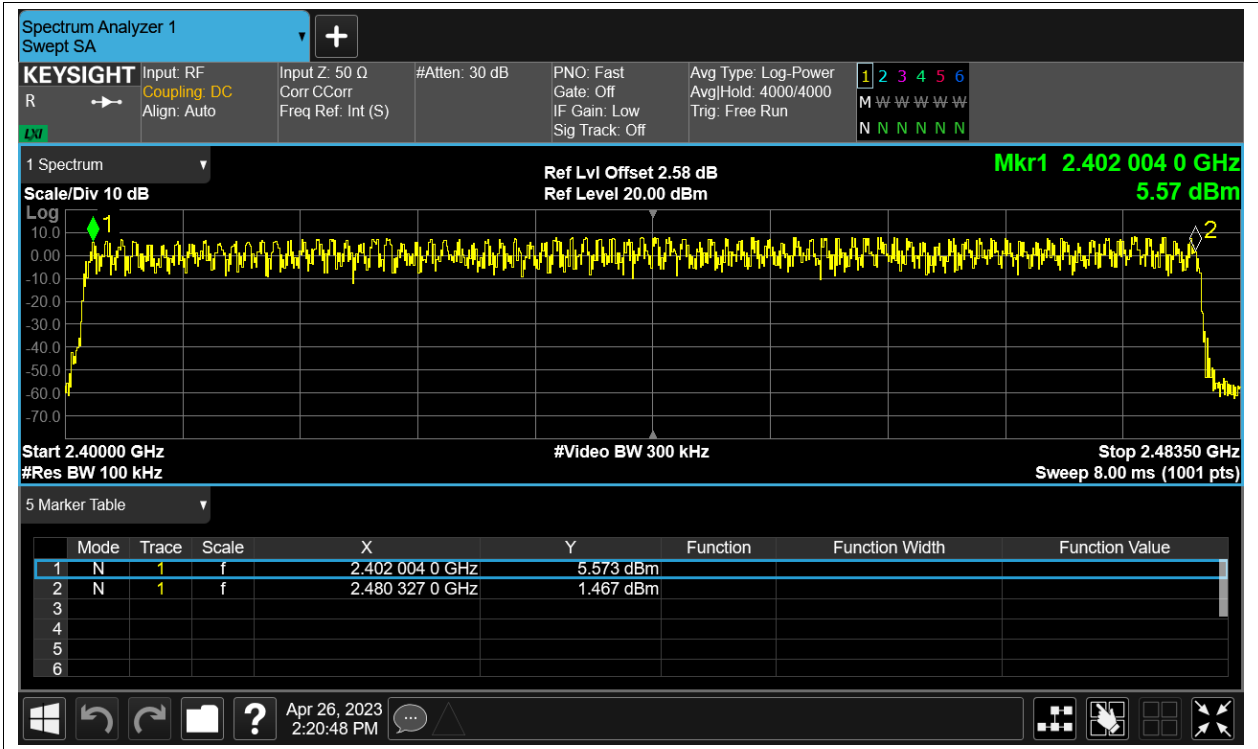 Spectrum Analyzer 1
Swept SA
KEYSIGHT Input: RF Input Z: 50 Ω #Atten: 30 dB PNO: Fast Avg Type: Log-Power 1 2 3 4 5 6
R Coupling: DC Corr CCorr Gate: Off Avg|Hold: 4000/4000 M W W W W W
Align: Auto Freq Ref: Int (S) IF Gain: Low Trig: Free Run
LXI Sig Track: Off N N N N N N
1 Spectrum Ref Lvl Offset 2.58 dB Mkr1 2.402 004 0 GHz
Scale/Div 10 dB Ref Level 20.00 dBm 5.57 dBm
Log
1
2
10.0
0.00
-10.0
-20.0
-30.0
-40.0
-50.0
-60.0
-70.0
Start 2.40000 GHz #Video BW 300 kHz Stop 2.48350 GHz
#Res BW 100 kHz Sweep 8.00 ms (1001 pts)
5 Marker Table
Mode Trace Scale X Y Function Function Width Function Value
1 N 1 f 2.402 004 0 GHz 5.573 dBm
2 N 1 f 2.480 327 0 GHz 1.467 dBm
3
4
5
6
? Apr 26, 2023
2:20:48 PM